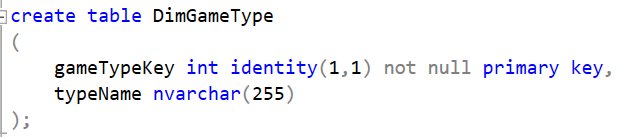 create table DimGameType
(
    gameTypeKey int identity(1,1) not null primary key,
    typeName nvarchar(255)
);